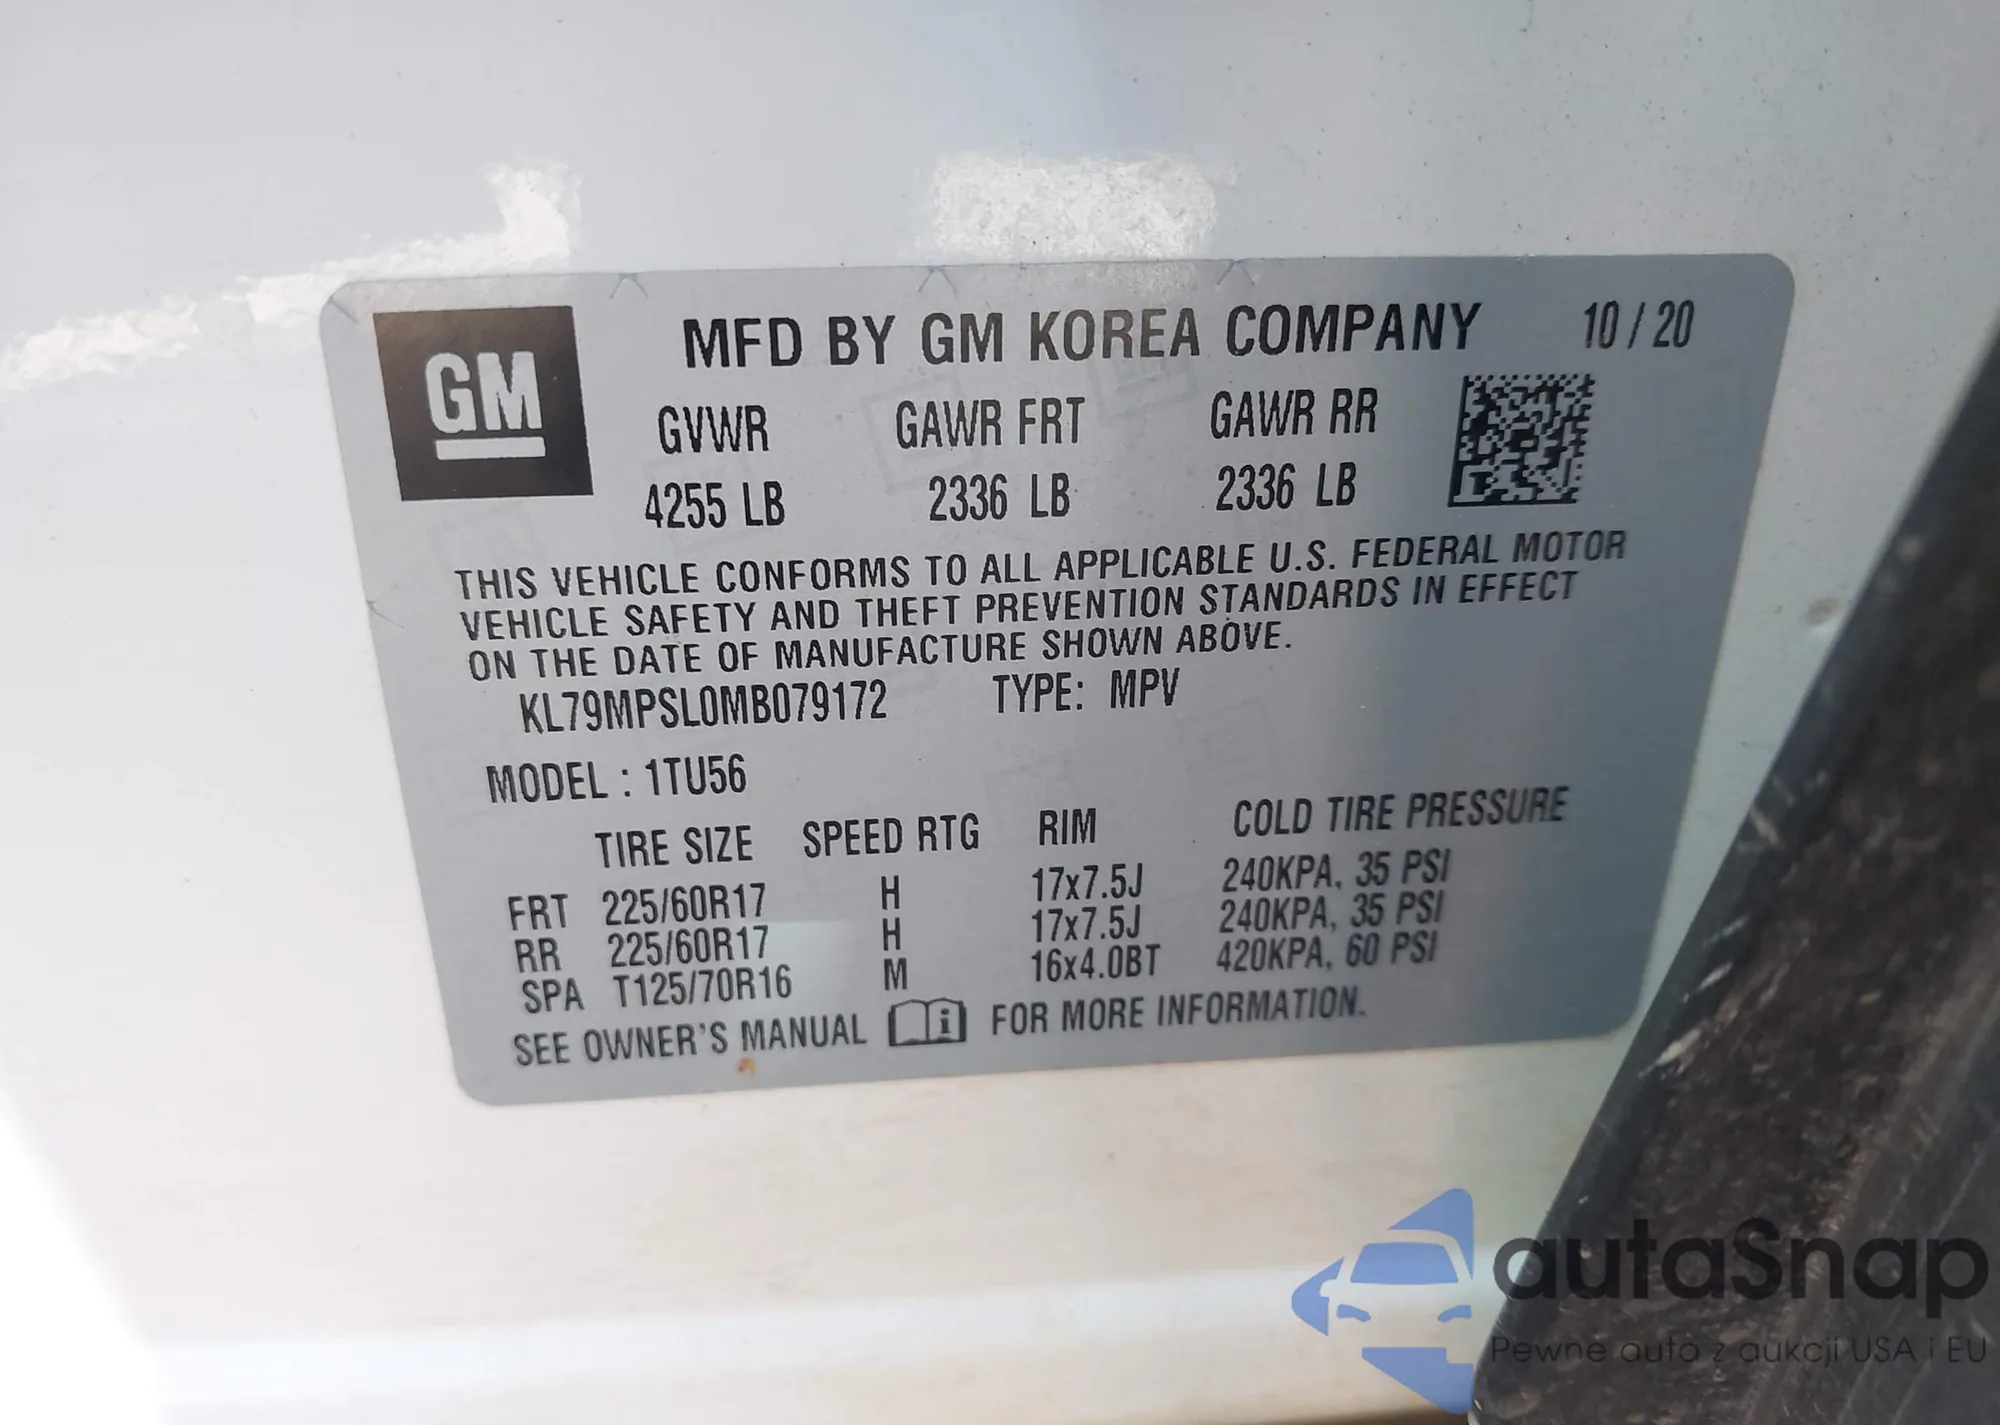 GM
MFD BY GM KOREA COMPANY 10 / 20
GVWR GAWR FRT GAWR RR
4255 LB 2336 LB 2336 LB
THIS VEHICLE CONFORMS TO ALL APPLICABLE U.S. FEDERAL MOTOR
VEHICLE SAFETY AND THEFT PREVENTION STANDARDS IN EFFECT
ON THE DATE OF MANUFACTURE SHOWN ABOVE.
KL79MPSL0MB079172 TYPE: MPV
MODEL : 1TU56
TIRE SIZE SPEED RTG RIM COLD TIRE PRESSURE
FRT 225/60R17 H 17x7.5J 240KPA, 35 PSI
RR 225/60R17 H 17x7.5J 240KPA, 35 PSI
SPA T125/70R16 M 16x4.0BT 420KPA, 60 PSI
SEE OWNER'S MANUAL i FOR MORE INFORMATION.
autaSnap
Pewne auta z aukcji USA i EU